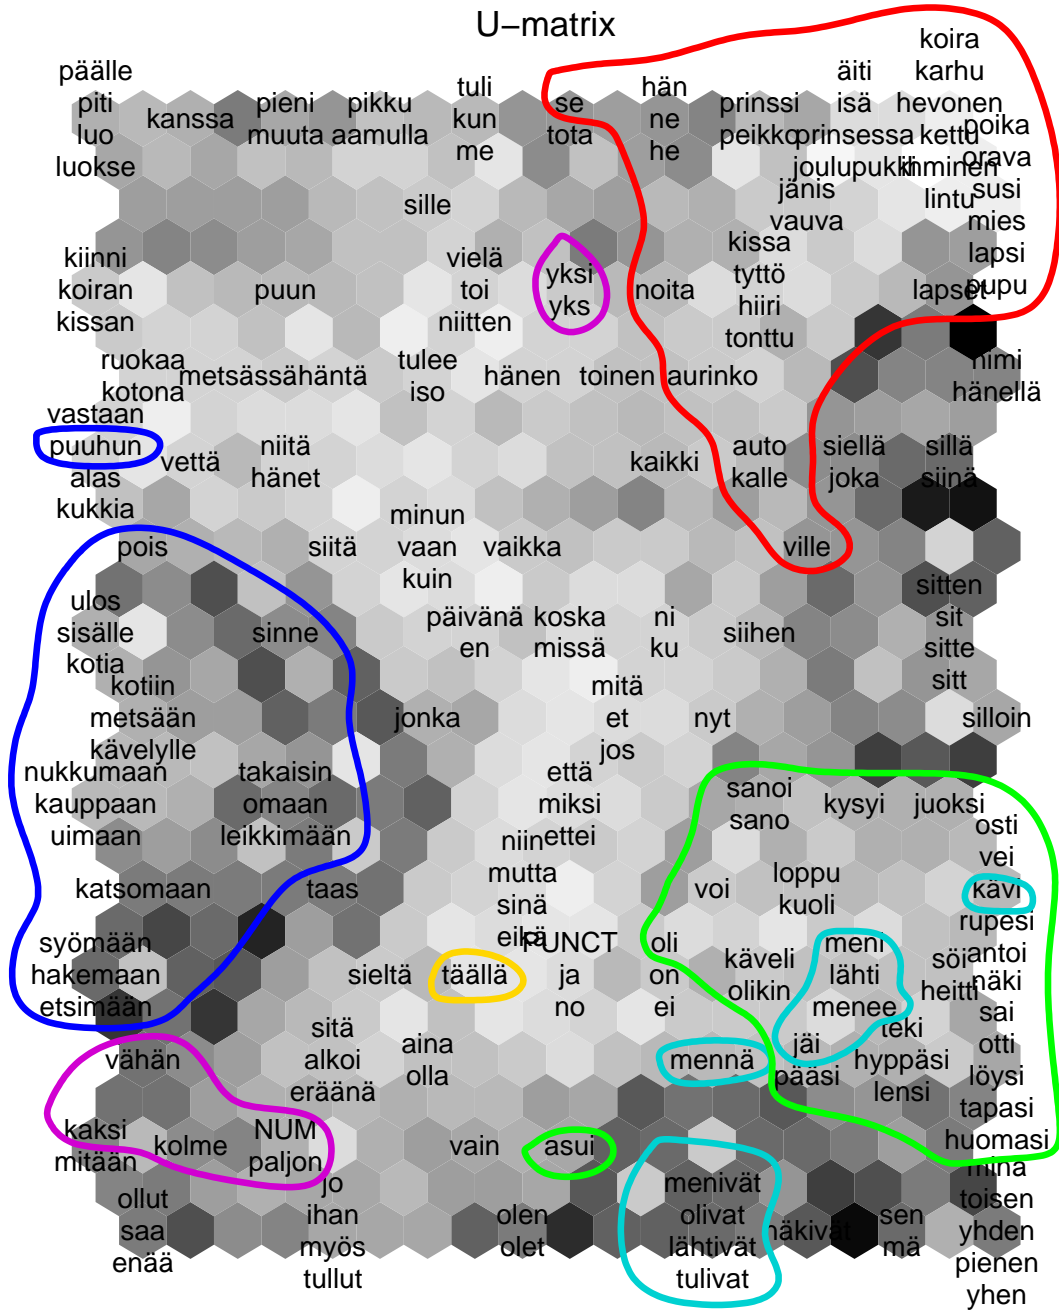 U−matrix
päälle
piti
luo
luokse
kanssa
pieni
muuta
pikku
aamulla
tuli
kun
me
se
tota
hän
ne
he
prinssi
peikko
äiti
isä
prinsessa
joulupukki
koira
karhu
hevonen
kettu
ihminen
lintu
poika
orava
susi
mies
lapsi
pupu
jänis
vauva
sille
kiinni
koiran
kissan
puun
vielä
toi
niitten
yksi
yks
noita
kissa
tyttö
hiiri
tonttu
lapset
ruokaa
kotona
metsässä
häntä
tulee
iso
hänen
toinen
aurinko
nimi
hänellä
vastaan
puuhun
alas
kukkia
vettä
niitä
hänet
kaikki
auto
kalle
siellä
joka
sillä
siinä
pois
siitä
minun
vaan
kuin
vaikka
ville
ulos
sisälle
kotia
sinne
päivänä
en
koska
missä
ni
ku
siihen
sitten
sit
sitte
sitt
kotiin
metsään
kävelylle
jonka
mitä
et
jos
nyt
silloin
nukkumaan
kauppaan
uimaan
takaisin
omaan
leikkimään
että
miksi
ettei
sanoi
sano
kysyi
juoksi
osti
vei
kävi
rupesi
antoi
näki
sai
otti
löysi
tapasi
huomasi
katsomaan
taas
niin
mutta
sinä
eikä
voi
loppu
kuoli
syömään
hakemaan
etsimään
sieltä
täällä
PUNCT
ja
no
oli
on
ei
käveli
olikin
meni
lähti
menee
söi
heitti
vähän
sitä
alkoi
eräänä
aina
olla
mennä
jäi
pääsi
teki
hyppäsi
lensi
kaksi
mitään
kolme
NUM
paljon
vain
asui
ollut
saa
enää
jo
ihan
myös
tullut
olen
olet
menivät
olivat
lähtivät
tulivat
näkivät
sen
mä
minä
toisen
yhden
pienen
yhen